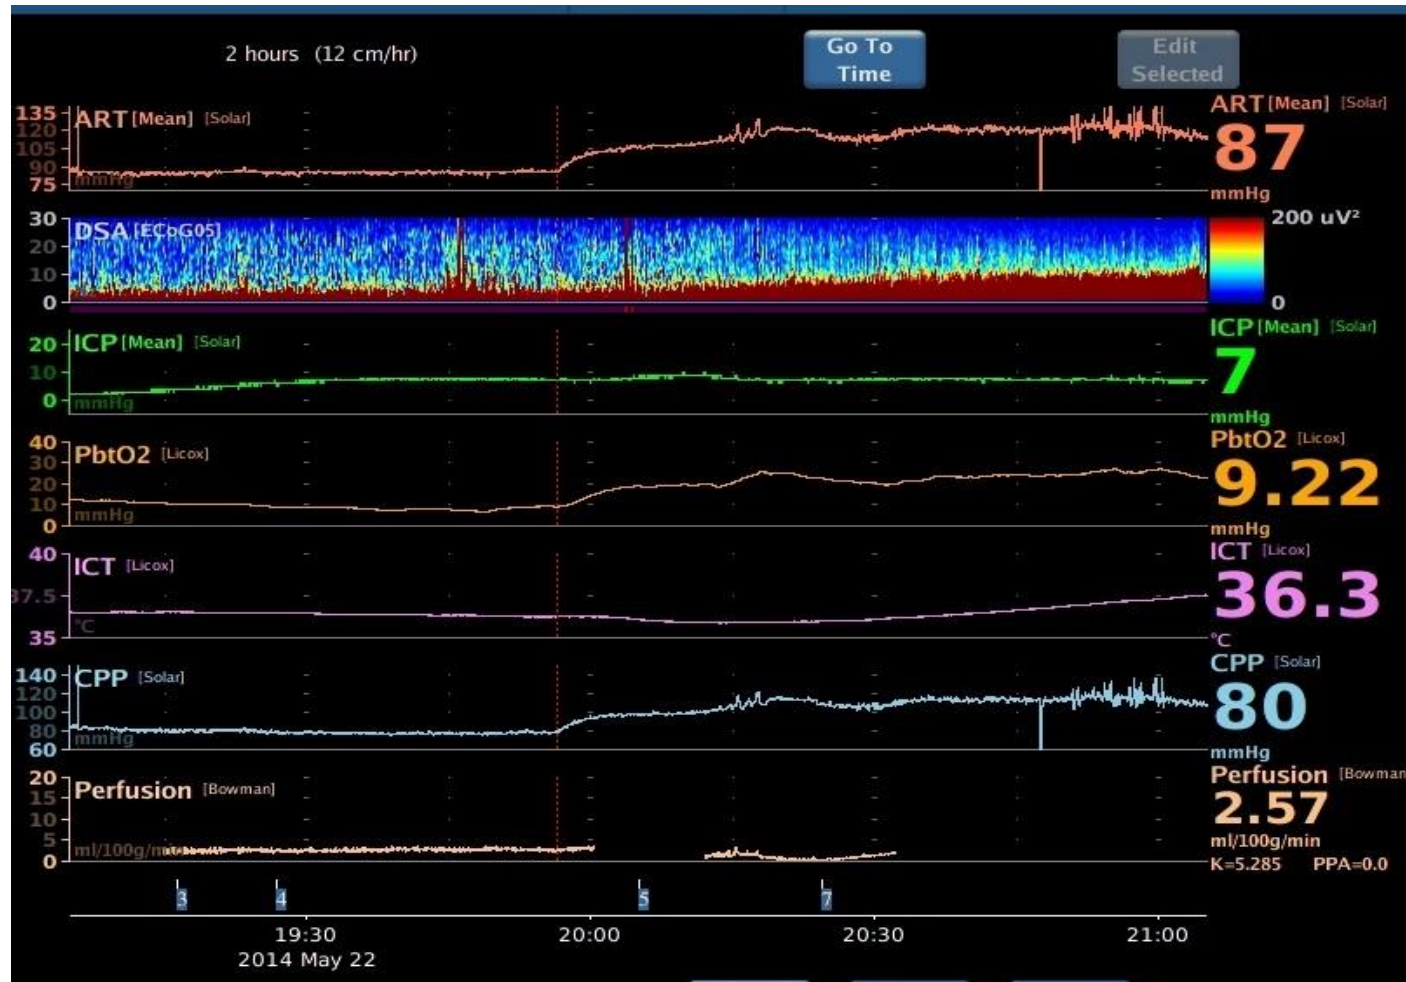 2 hours (12 cm/hr)
Go To
Time
Edit
Selected
135
120
105
90
75
ART[Mean] [Solar]
mmHg
ART[Mean] [Solar]
87
mmHg
30
20
10
0
DSA [ECoG05]
200 uV²
0
20
10
0
ICP[Mean] [Solar]
mmHg
ICP[Mean] [Solar]
7
mmHg
40
30
20
10
0
PbtO2 [Licox]
mmHg
PbtO2 [Licox]
9.22
mmHg
40
37.5
35
ICT [Licox]
°C
ICT [Licox]
36.3
°C
140
120
100
80
60
CPP [Solar]
mmHg
CPP [Solar]
80
mmHg
20
15
10
5
0
Perfusion [Bowman]
ml/100g/min
Perfusion [Bowman
2.57
ml/100g/min
K=5.285 PPA=0.0
3 4 5 7
19:30 20:00 20:30 21:00
2014 May 22